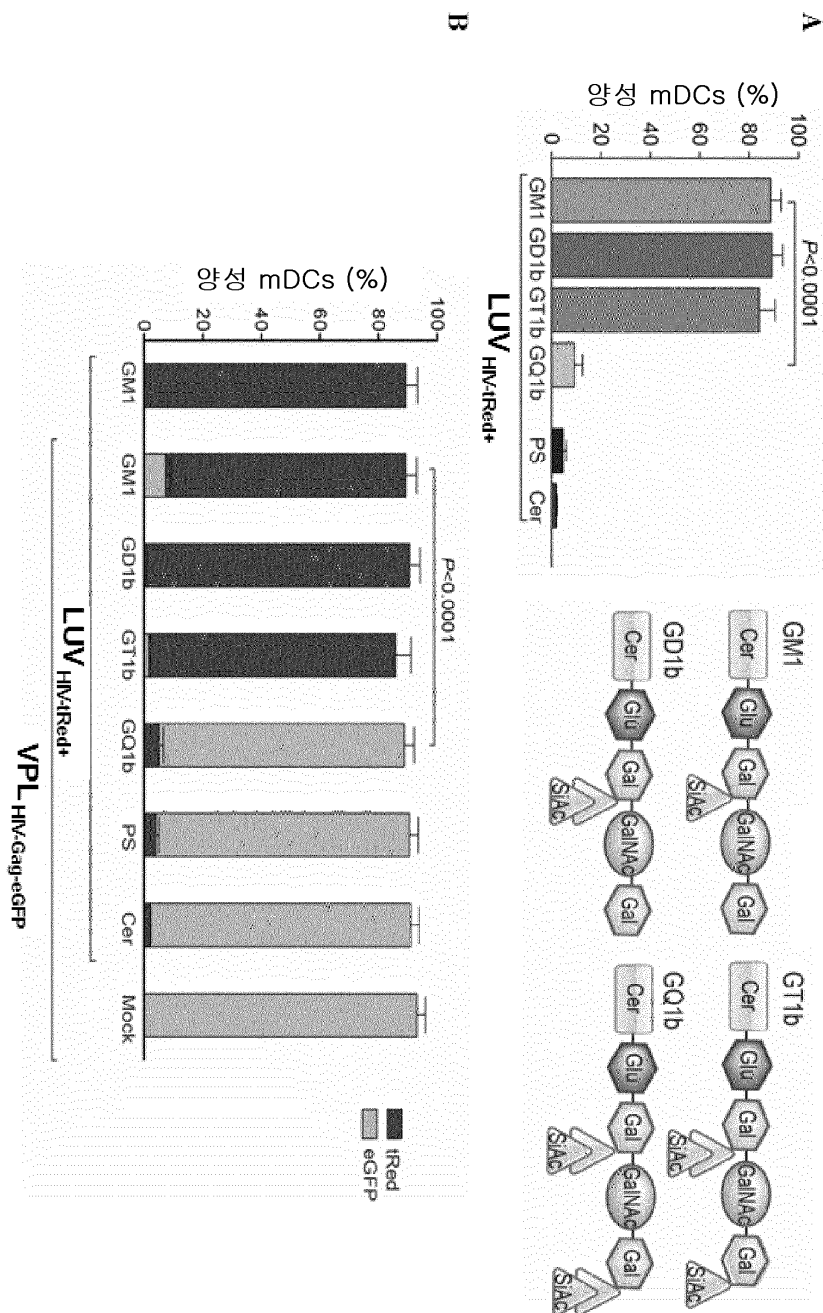 A
양성 mDCs (%)
100
80
60
40
20
0
P<0.0001
GM1
GD1b
GT1b
GQ1b
PS
Cer
LUV HIV-tRed+
GM1
Cer Glu Gal GalNAc Gal
SiAc
GT1b
Cer Glu Gal GalNAc Gal
SiAc SiAc
GD1b
Cer Glu Gal GalNAc Gal
SiAc
GQ1b
Cer Glu Gal GalNAc Gal
SiAc SiAc
B
양성 mDCs (%)
100
80
60
40
20
0
P<0.0001
GM1
GM1
GD1b
GT1b
GQ1b
PS
Cer
Mock
LUV HIV-tRed+
VPL HIV-Gag-eGFP
tRed
eGFP